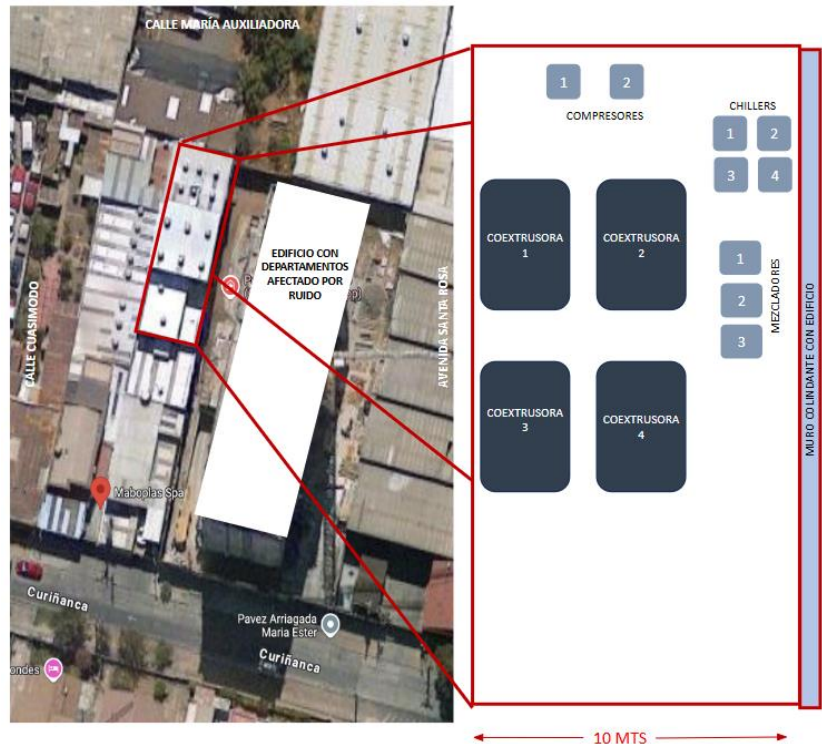 CALLE MARÍA AUXILIADORA
EDIFICIO CON
DEPARTAMENTOS
AFECTADO POR
RUIDO
CALLE CUASIMODO
AVENIDA SANTA ROSA
Maboplas Spa
Curiñanca
Pavez Arriagada
Maria Ester
Curiñanca
ondes
1
2
COMPRESORES
CHILLERS
1
2
3
4
COEXTRUSORA
1
COEXTRUSORA
2
1
2
3
MEZCLADORES
COEXTRUSORA
3
COEXTRUSORA
4
MURO COLINDANTE CON EDIFICIO
10 MTS